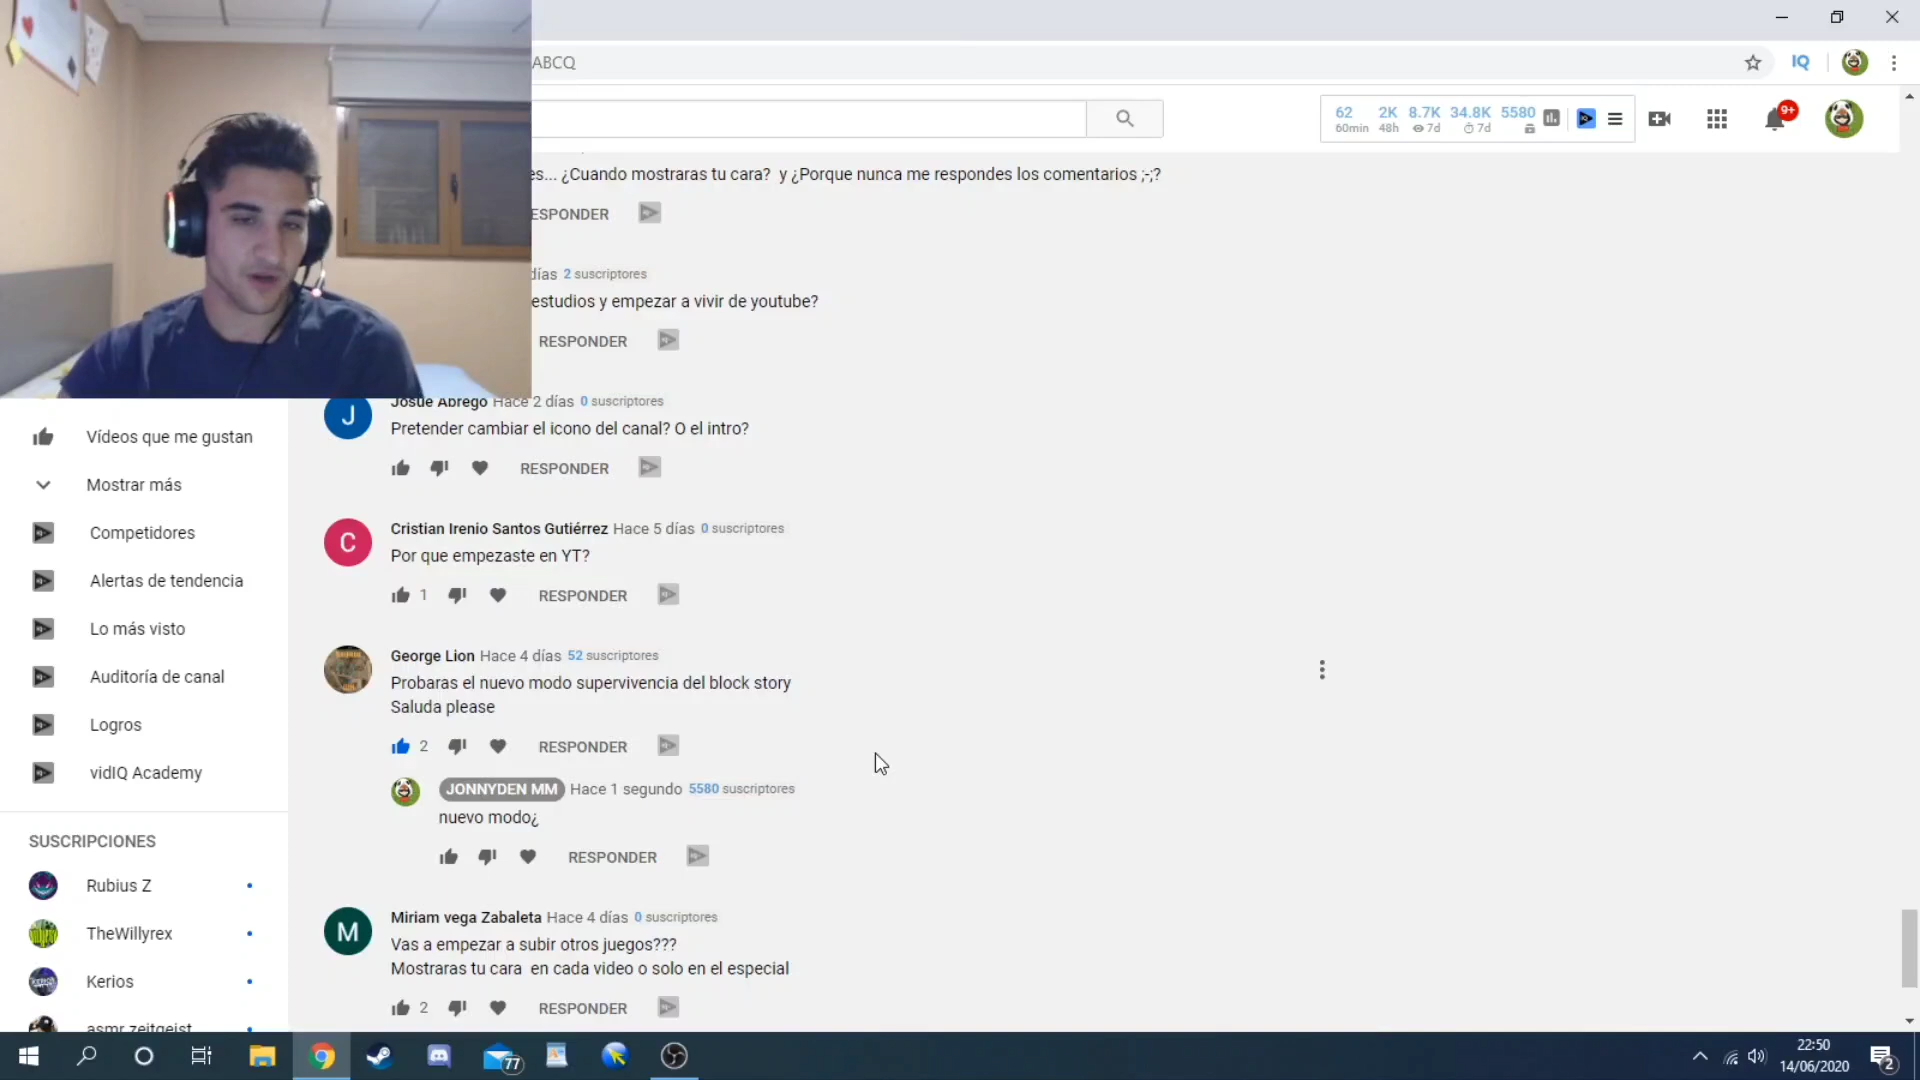 ABCQ
IQ
62 2K 8.7K 34.8K 5580
60min 48h 7d 7d
9+
es... ¿Cuando mostraras tu cara? y ¿Porque nunca me respondes los comentarios ;-;?
ESPONDER
días 2 suscriptores
estudios y empezar a vivir de youtube?
RESPONDER
J
Josue Abrego Hace 2 días 0 suscriptores
Pretender cambiar el icono del canal? O el intro?
RESPONDER
C
Cristian Irenio Santos Gutiérrez Hace 5 días 0 suscriptores
Por que empezaste en YT?
1 RESPONDER
George Lion Hace 4 días 52 suscriptores
Probaras el nuevo modo supervivencia del block story
Saluda please
2 RESPONDER
JONNYDEN MM Hace 1 segundo 5580 suscriptores
nuevo modo¿
RESPONDER
M
Miriam vega Zabaleta Hace 4 días 0 suscriptores
Vas a empezar a subir otros juegos???
Mostraras tu cara en cada video o solo en el especial
2 RESPONDER
Vídeos que me gustan
Mostrar más
Competidores
Alertas de tendencia
Lo más visto
Auditoría de canal
Logros
vidIQ Academy
SUSCRIPCIONES
Rubius Z
TheWillyrex
Kerios
asmr zeitgeist
77
22:50
14/06/2020
2